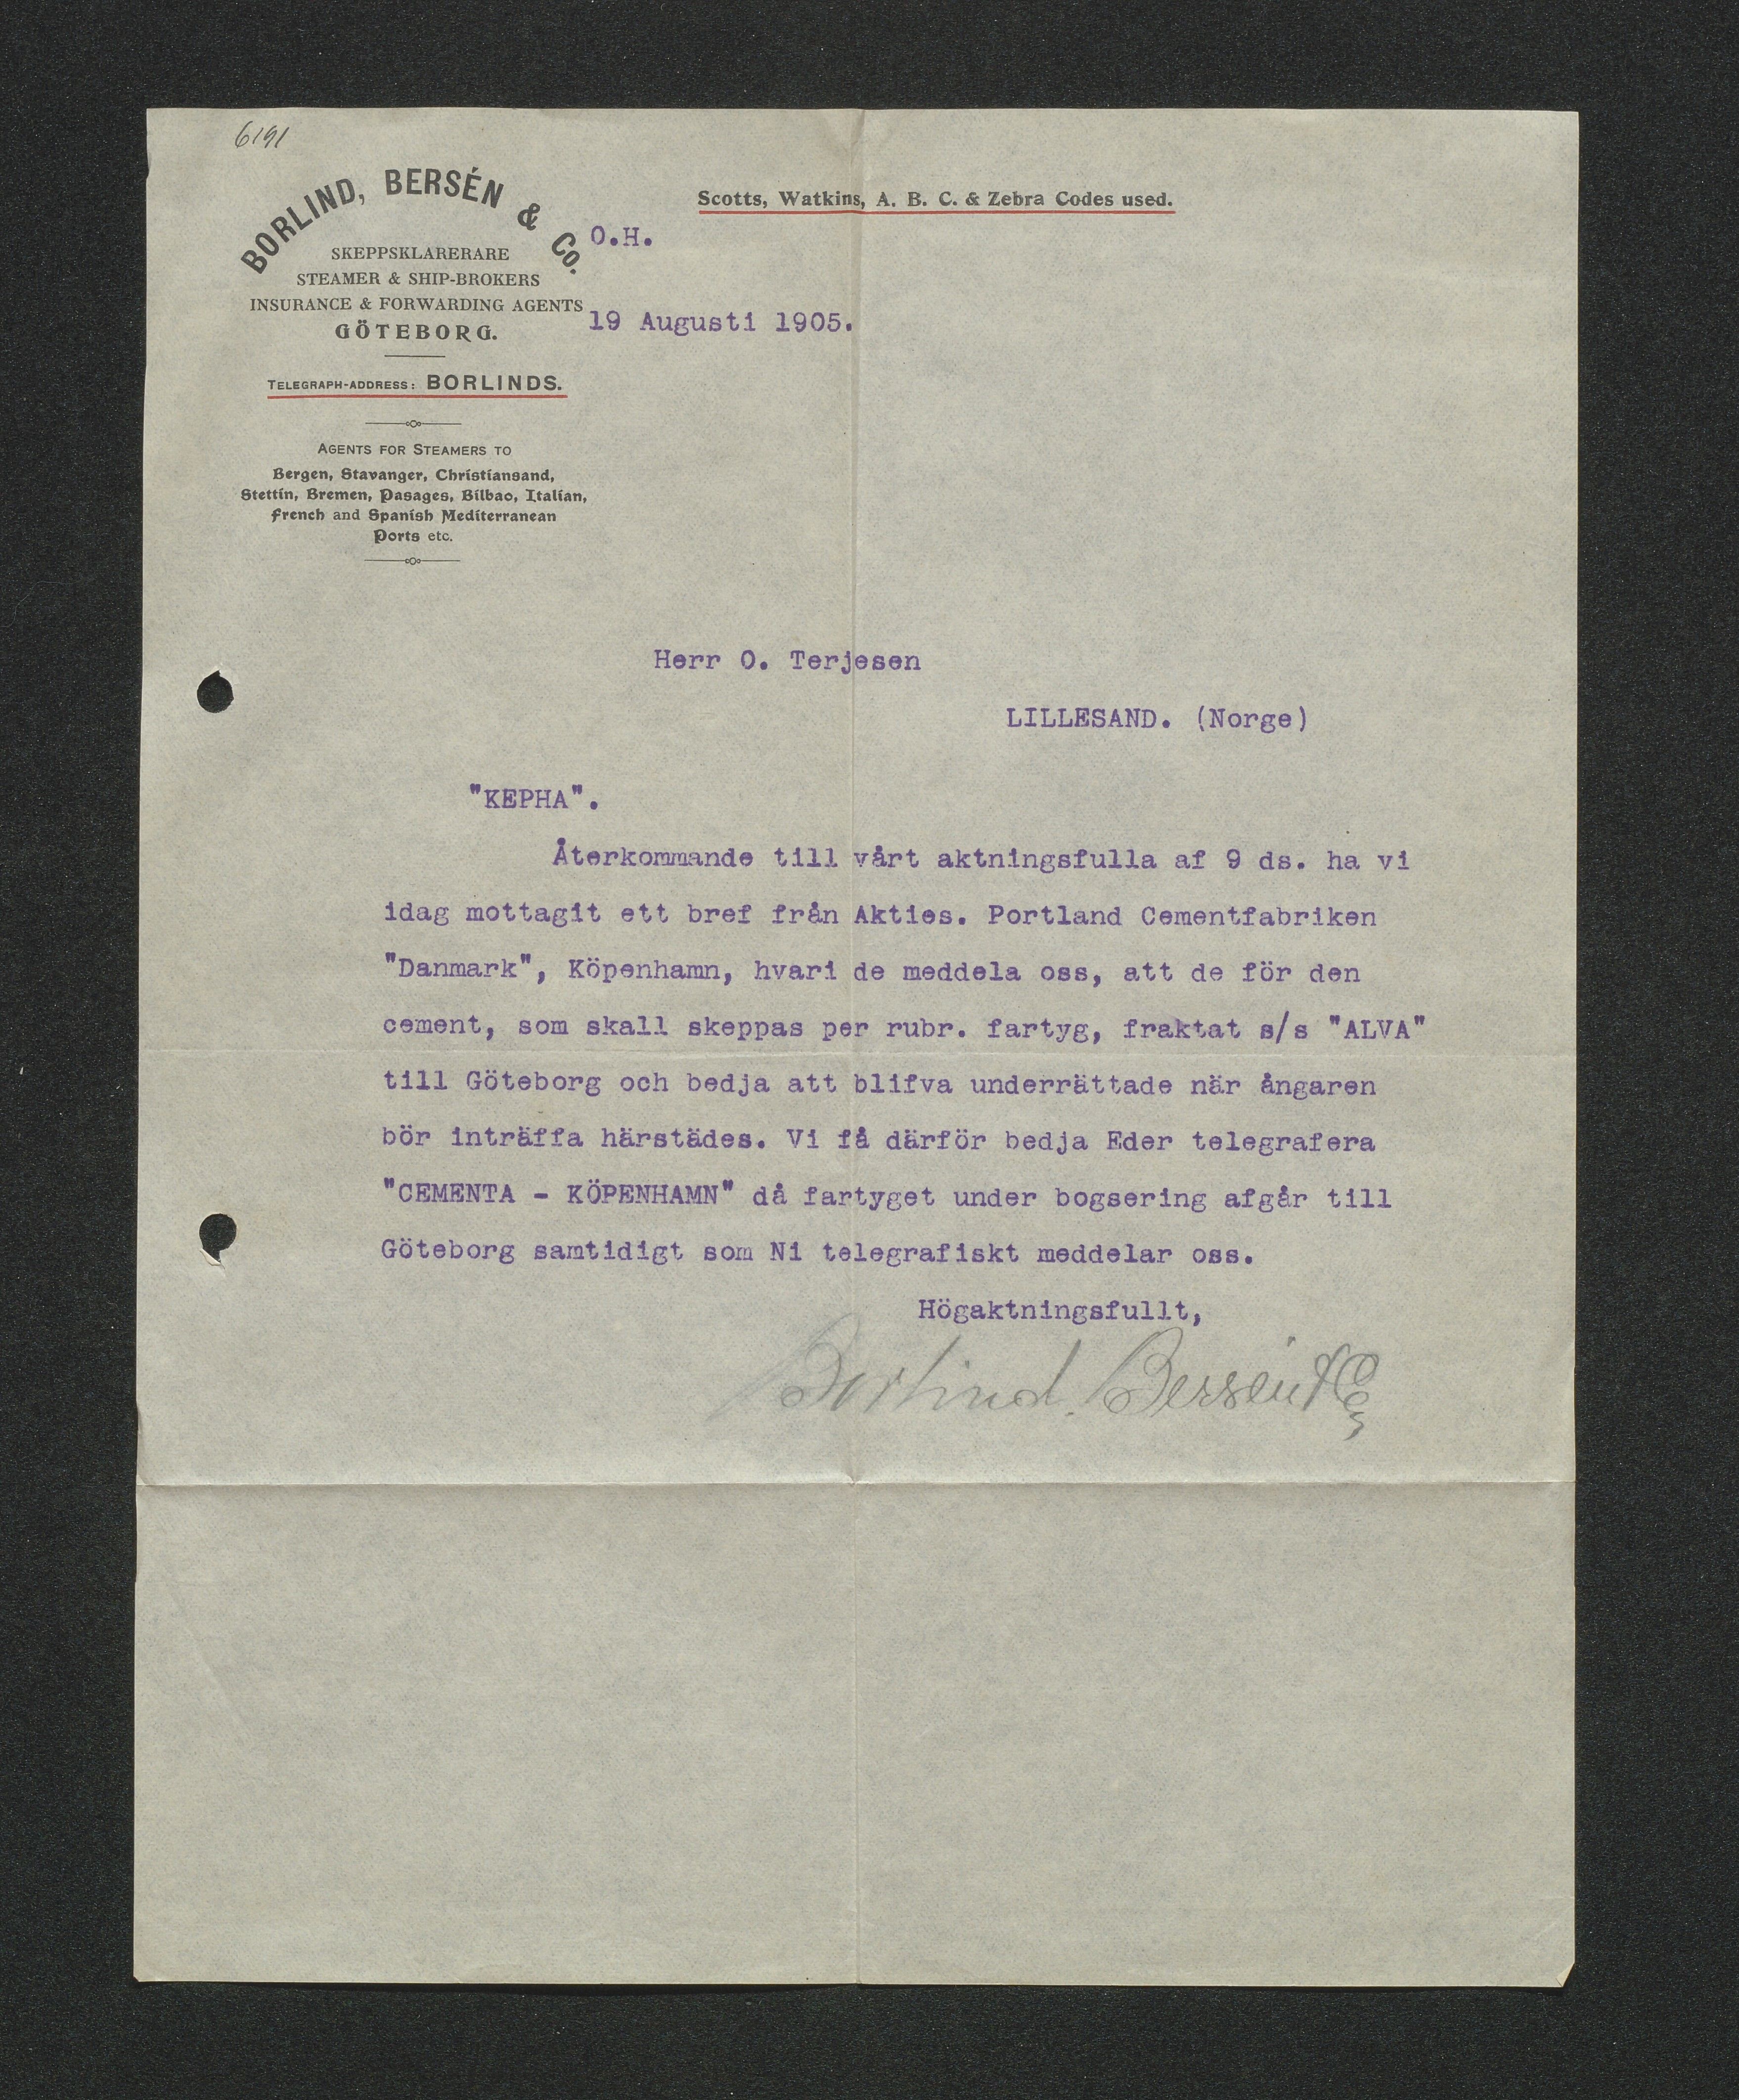 6191
BORLIND, BERSÉN & Co.
SKEPPSKLARERARE
STEAMER & SHIP-BROKERS
INSURANCE & FORWARDING AGENTS
GÖTEBORG.
TELEGRAPH-ADDRESS: BORLINDS.
AGENTS FOR STEAMERS TO
Bergen, Stavanger, Christiansand,
Stettin, Bremen, Pasages, Bilbao, Italian,
French and Spanish Mediterranean
Ports etc.
Scotts, Watkins, A. B. C. & Zebra Codes used.
O.H.
19 Augusti 1905.
Herr O. Terjesen
LILLESAND. (Norge)
"KEPHA".
Återkommande till vårt aktningsfulla af 9 ds. ha vi
idag mottagit ett bref från Akties. Portland Cementfabriken
"Danmark", Köpenhamn, hvari de meddela oss, att de för den
cement, som skall skeppas per rubr. fartyg, fraktat s/s "ALVA"
till Göteborg och bedja att blifva underrättade när ångaren
bör inträffa härstädes. Vi få därför bedja Eder telegrafera
"CEMENTA - KÖPENHAMN" då fartyget under bogsering afgår till
Göteborg samtidigt som Ni telegrafiskt meddelar oss.
Högaktningsfullt,
Borlind, Bersén & Co